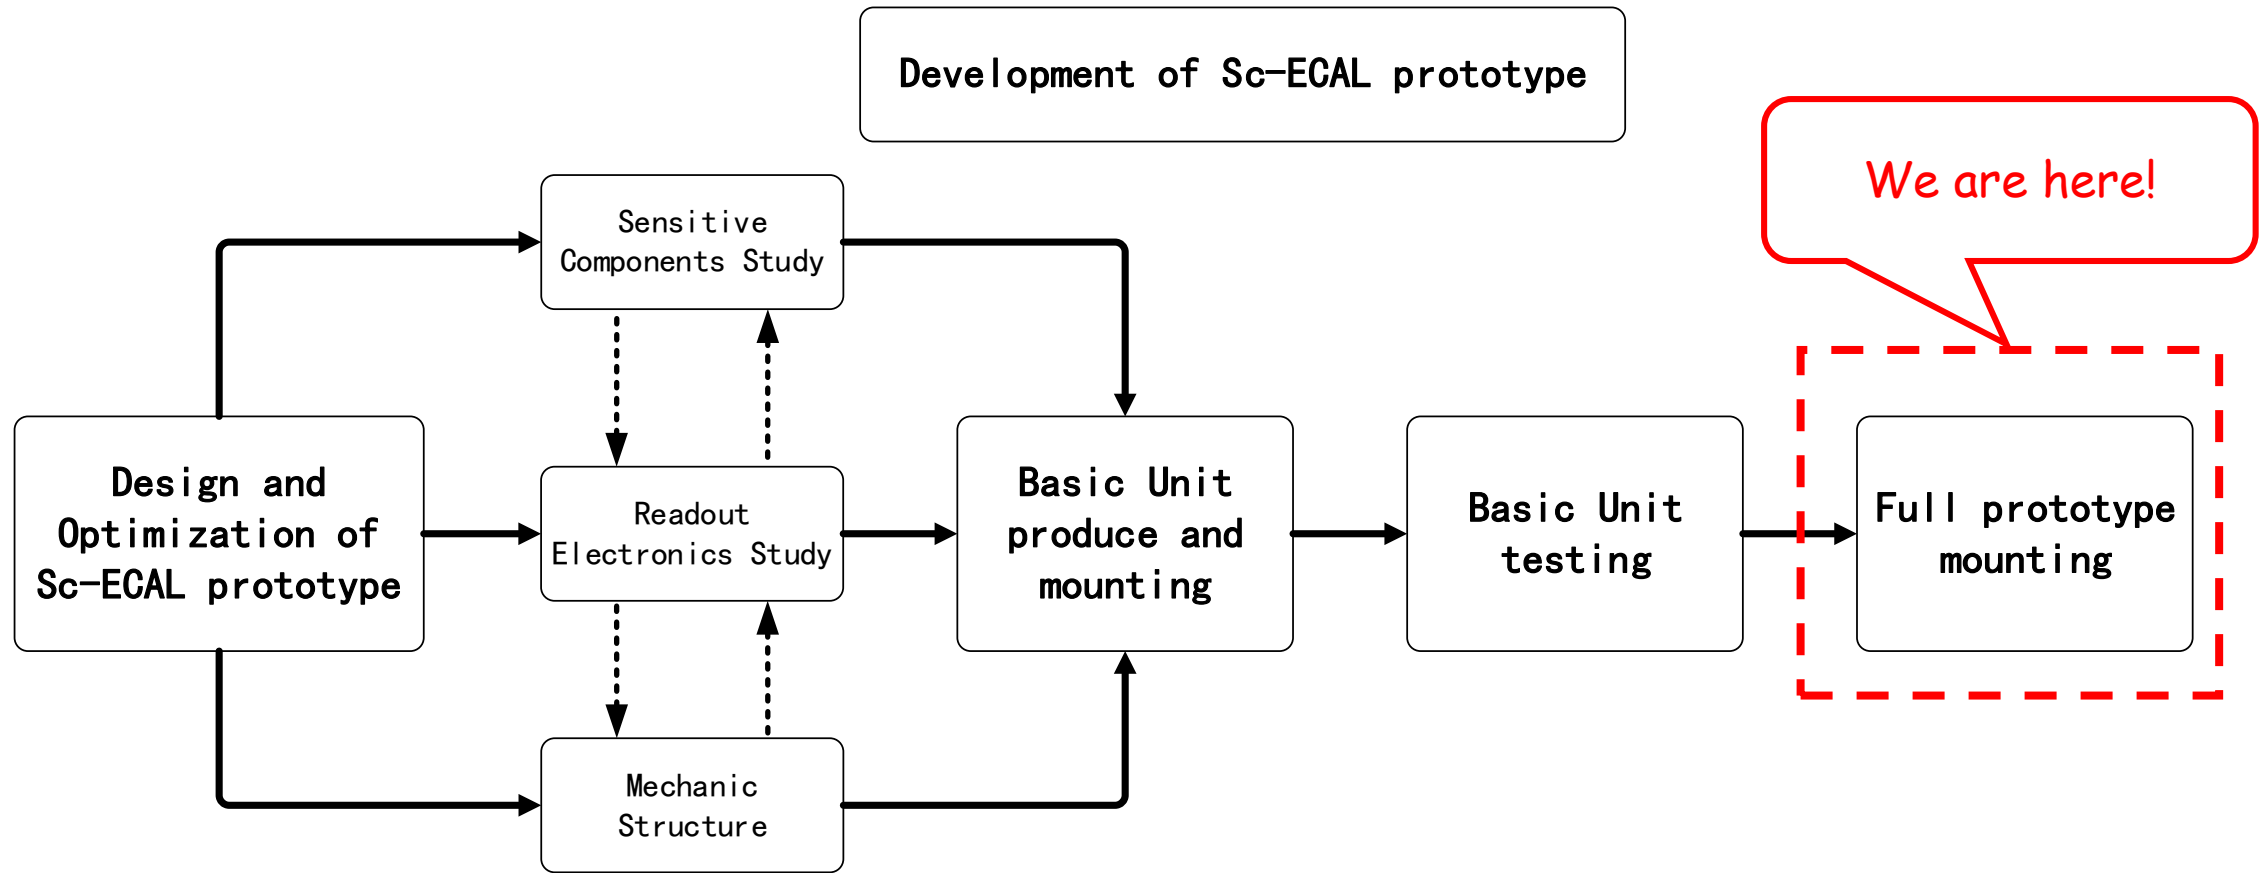 Development of Sc-ECAL prototype
We are here!
Sensitive
Components Study
Design and
Optimization of
Sc-ECAL prototype
Readout
Electronics Study
Basic Unit
produce and
mounting
Basic Unit
testing
Full prototype
mounting
Mechanic
Structure